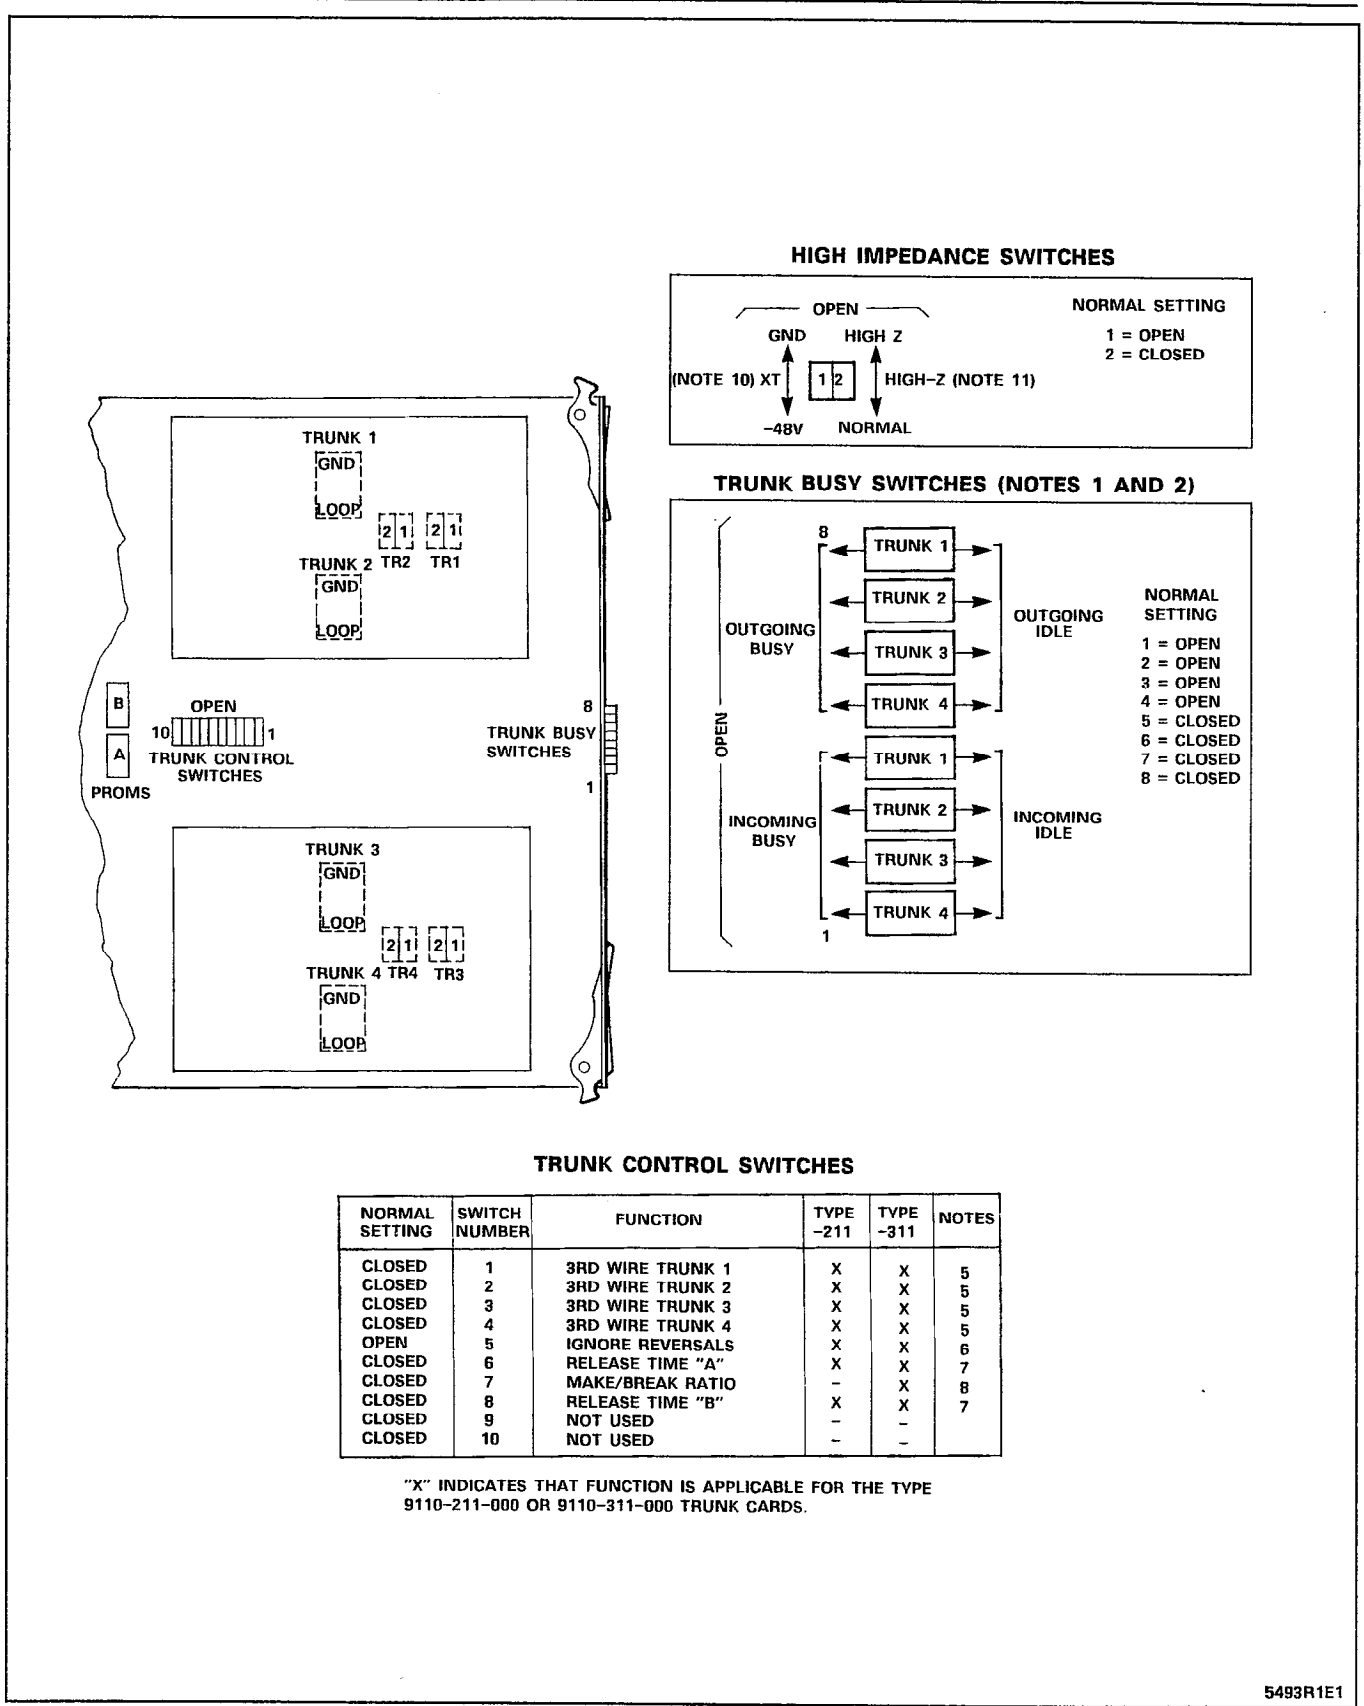 HIGH IMPEDANCE SWITCHES
OPEN
GND HIGH Z
(NOTE 10) XT 1 2 HIGH-Z (NOTE 11)
-48V NORMAL
NORMAL SETTING
1 = OPEN
2 = CLOSED
TRUNK BUSY SWITCHES (NOTES 1 AND 2)
OPEN
8
OUTGOING
BUSY
TRUNK 1
TRUNK 2
TRUNK 3
TRUNK 4
OUTGOING
IDLE
INCOMING
BUSY
TRUNK 1
TRUNK 2
TRUNK 3
TRUNK 4
1
INCOMING
IDLE
NORMAL
SETTING
1 = OPEN
2 = OPEN
3 = OPEN
4 = OPEN
5 = CLOSED
6 = CLOSED
7 = CLOSED
8 = CLOSED
TRUNK 1
GND
LOOP
2 1 2 1
TRUNK 2 TR2 TR1
GND
LOOP
B
A
PROMS
OPEN
10 1
TRUNK CONTROL
SWITCHES
8
TRUNK BUSY
SWITCHES
1
TRUNK 3
GND
LOOP
2 1 2 1
TRUNK 4 TR4 TR3
GND
LOOP
TRUNK CONTROL SWITCHES
NORMAL SETTING SWITCH NUMBER FUNCTION TYPE -211 TYPE -311 NOTES
CLOSED 1 3RD WIRE TRUNK 1 X X 5
CLOSED 2 3RD WIRE TRUNK 2 X X 5
CLOSED 3 3RD WIRE TRUNK 3 X X 5
CLOSED 4 3RD WIRE TRUNK 4 X X 5
OPEN 5 IGNORE REVERSALS X X 6
CLOSED 6 RELEASE TIME "A" X X 7
CLOSED 7 MAKE/BREAK RATIO - X 8
CLOSED 8 RELEASE TIME "B" X X 7
CLOSED 9 NOT USED - -
CLOSED 10 NOT USED - -
"X" INDICATES THAT FUNCTION IS APPLICABLE FOR THE TYPE
9110-211-000 OR 9110-311-000 TRUNK CARDS.
5493R1E1